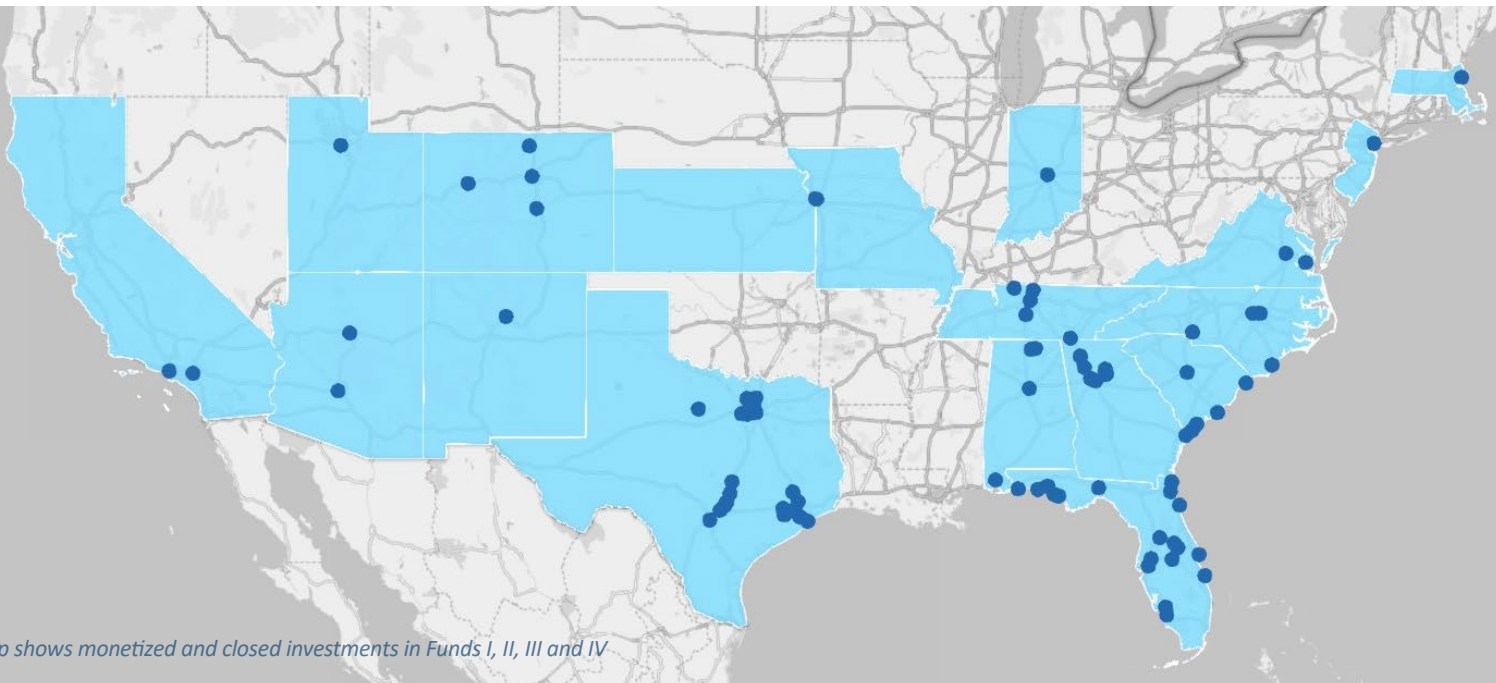 p shows monetized and closed investments in Funds I, II, III and IV